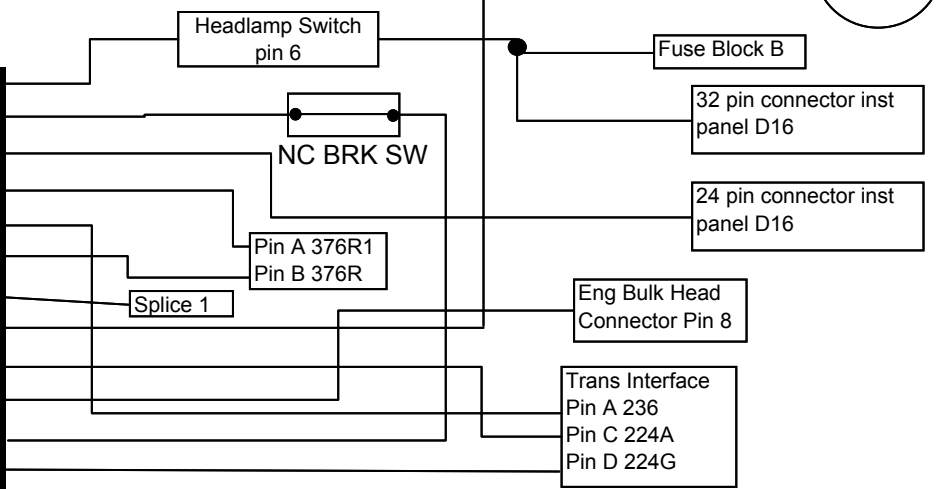 Headlamp Switch
pin 6
Fuse Block B
32 pin connector inst
panel D16
NC BRK SW
24 pin connector inst
panel D16
Pin A 376R1
Pin B 376R
Splice 1
Eng Bulk Head
Connector Pin 8
Trans Interface
Pin A 236
Pin C 224A
Pin D 224G